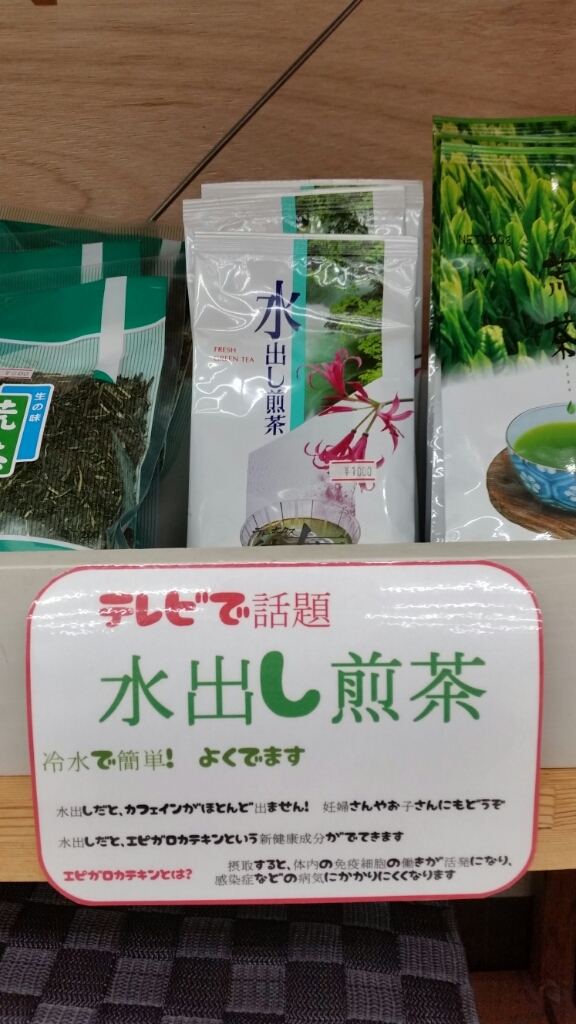 水出し煎茶
FRESH
GREEN TEA
¥1000
生の味
NET200g
荒茶
テレビで話題
水出し煎茶
冷水で簡単! よくでます
水出しだと、カフェインがほとんど出ません! 妊婦さんやお子さんにもどうぞ
水出しだと、エピガロカテキンという新健康成分がでてきます
エピガロカテキンとは? 摂取すると、体内の免疫細胞の働きが活発になり、
感染症などの病気にかかりにくくなります